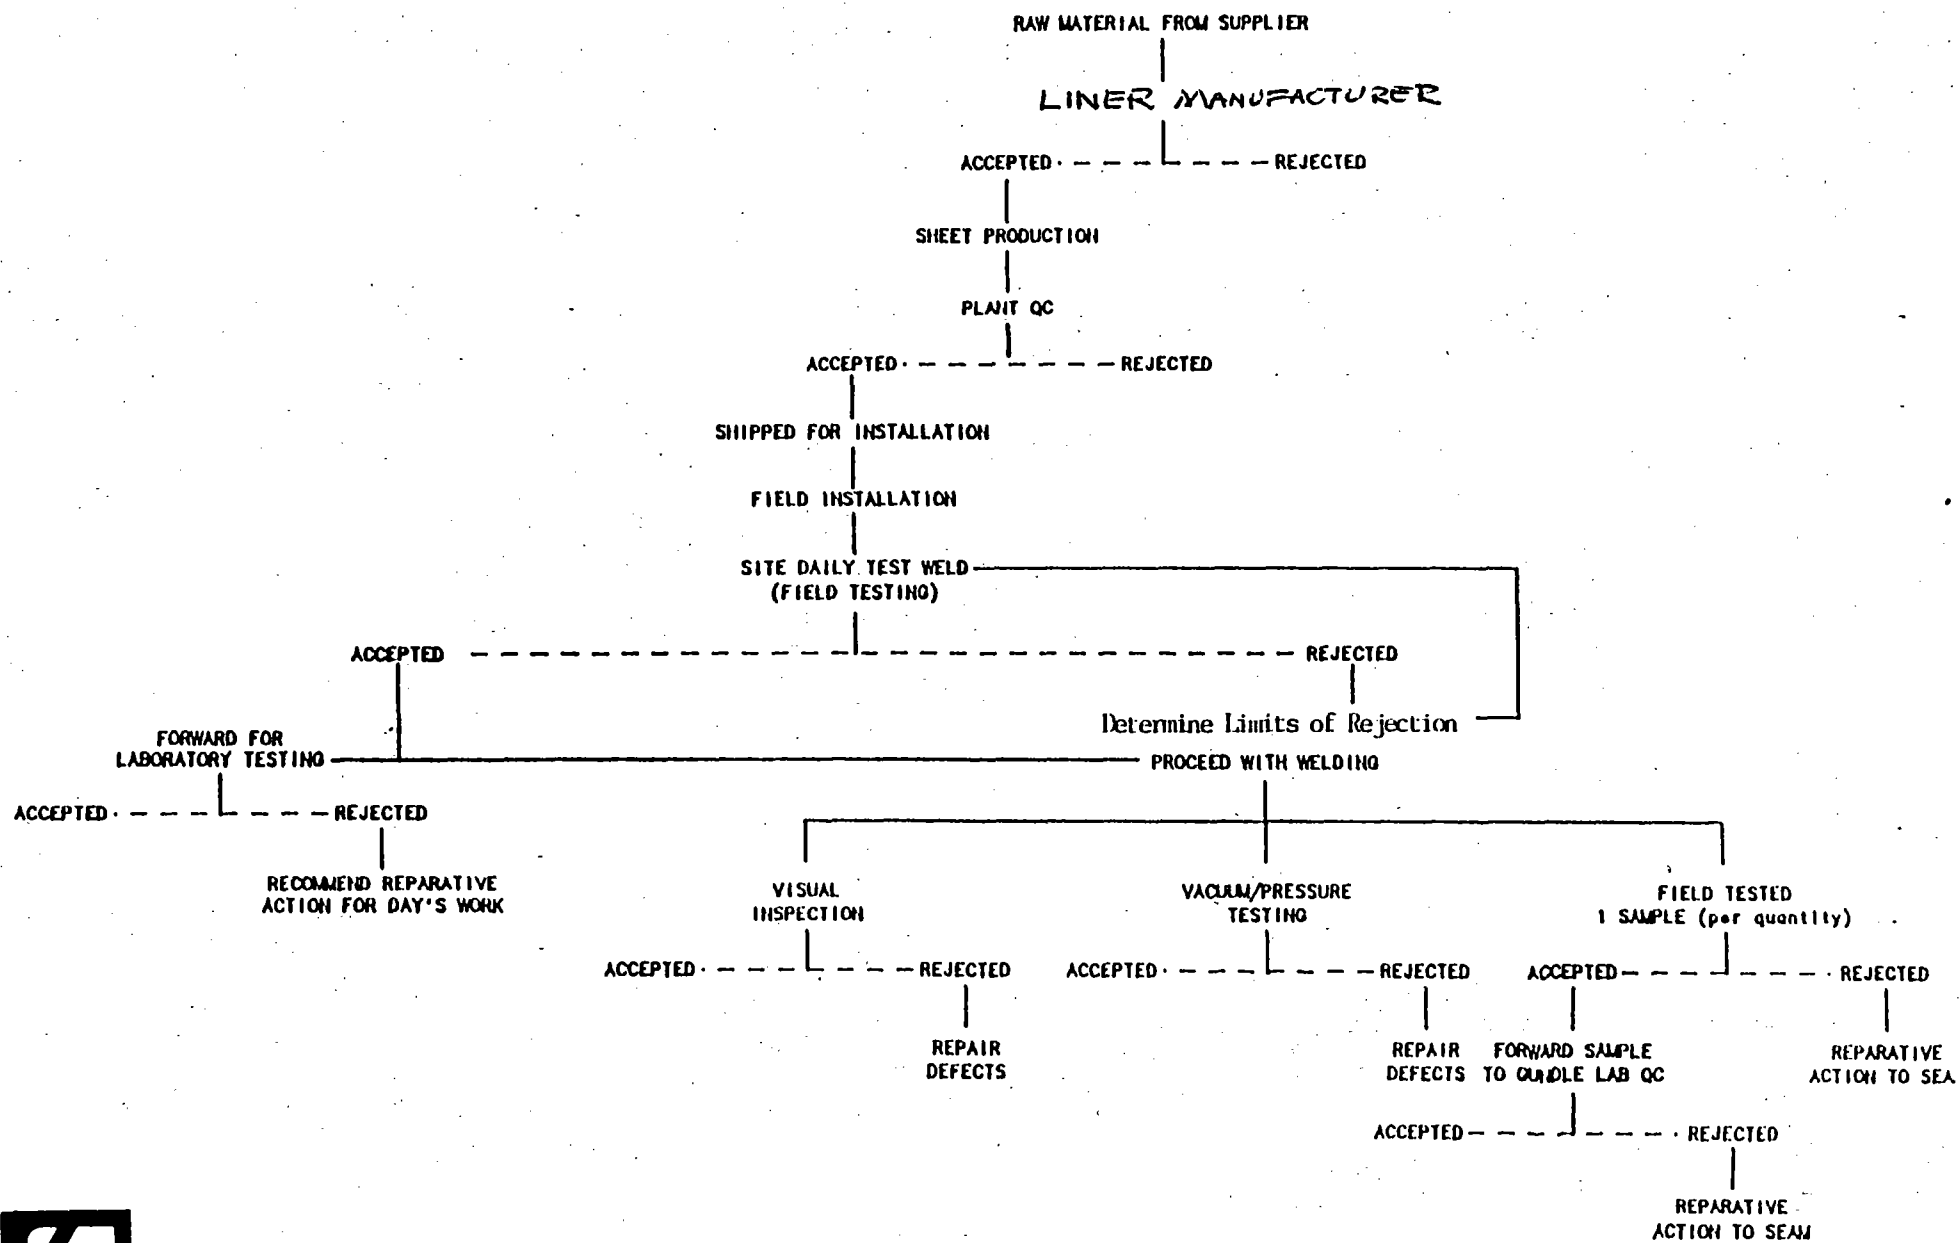 RAW MATERIAL FROM SUPPLIER
LINER MANUFACTURER
ACCEPTED REJECTED
SHEET PRODUCTION
PLANT QC
ACCEPTED REJECTED
SHIPPED FOR INSTALLATION
FIELD INSTALLATION
SITE DAILY TEST WELD
(FIELD TESTING)
ACCEPTED REJECTED
Determine Limits of Rejection
FORWARD FOR
LABORATORY TESTING
PROCEED WITH WELDING
ACCEPTED REJECTED
RECOMMEND REPARATIVE
ACTION FOR DAY'S WORK
VISUAL
INSPECTION
VACUUM/PRESSURE
TESTING
FIELD TESTED
1 SAMPLE (per quantity)
ACCEPTED REJECTED
ACCEPTED REJECTED
ACCEPTED REJECTED
REPAIR
DEFECTS
REPAIR
DEFECTS
FORWARD SAMPLE
TO GUNDLE LAB QC
REPARATIVE
ACTION TO SEA
ACCEPTED REJECTED
REPARATIVE
ACTION TO SEAM